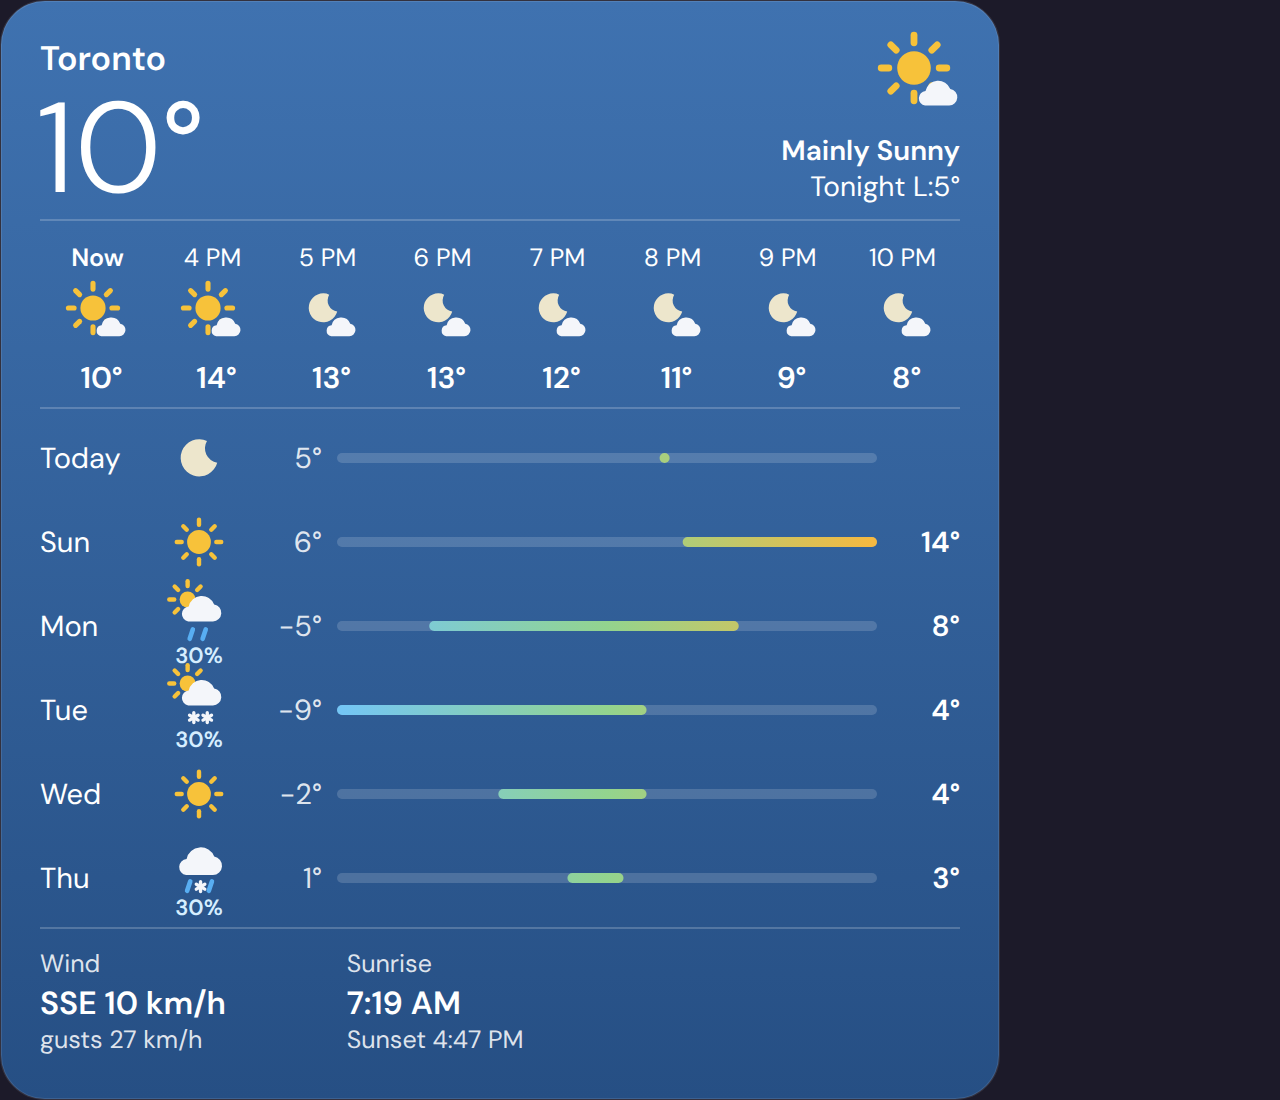 Toronto
10°
Mainly Sunny
Tonight L:5°
Now 4 PM 5 PM 6 PM 7 PM 8 PM 9 PM 10 PM
10° 14° 13° 13° 12° 11° 9° 8°
Today 5°
Sun 6° 14°
Mon 30% -5° 8°
Tue 30% -9° 4°
Wed -2° 4°
Thu 30% 1° 3°
Wind Sunrise
SSE 10 km/h 7:19 AM
gusts 27 km/h Sunset 4:47 PM